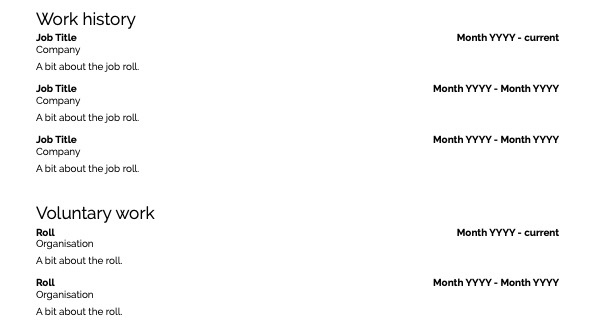 Work history
Job Title Month YYYY - current
Company
A bit about the job roll.
Job Title Month YYYY - Month YYYY
Company
A bit about the job roll.
Job Title Month YYYY - Month YYYY
Company
A bit about the job roll.
Voluntary work
Roll Month YYYY - current
Organisation
A bit about the roll.
Roll Month YYYY - Month YYYY
Organisation
A bit about the roll.